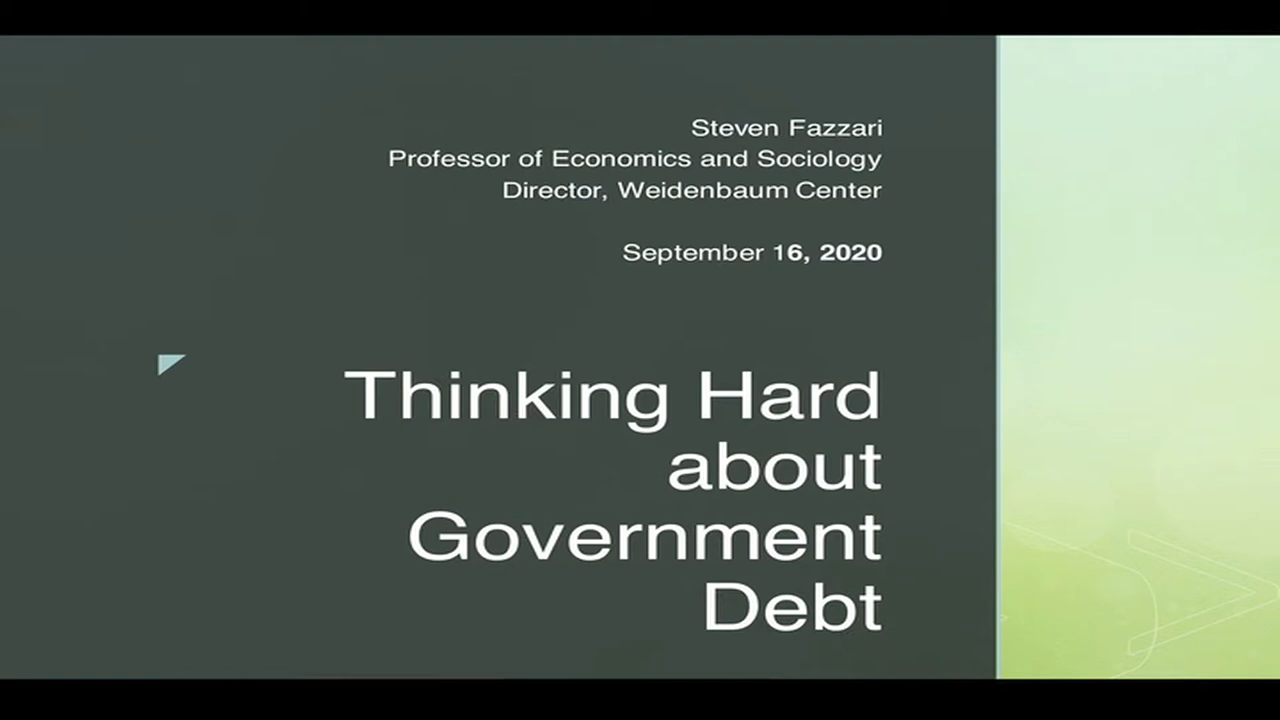 Steven Fazzari
Professor of Economics and Sociology
Director, Weidenbaum Center
September 16, 2020
Thinking Hard
about
Government
Debt